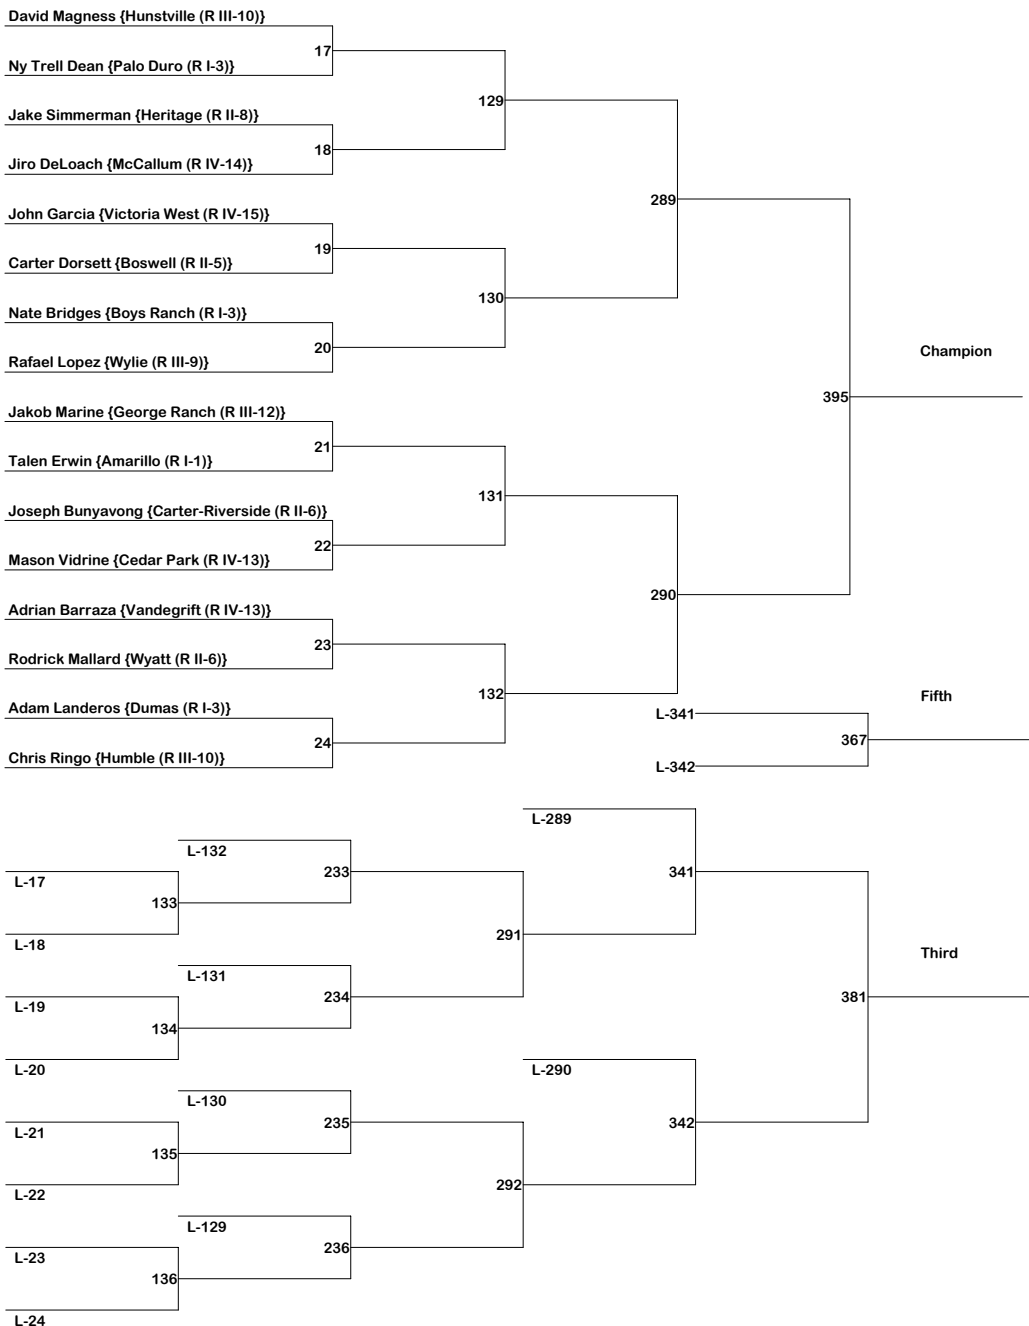 David Magness {Hunstville (R III-10)}
17
Ny Trell Dean {Palo Duro (R I-3)}
129
Jake Simmerman {Heritage (R II-8)}
18
Jiro DeLoach {McCallum (R IV-14)}
289
John Garcia {Victoria West (R IV-15)}
19
Carter Dorsett {Boswell (R II-5)}
130
Nate Bridges {Boys Ranch (R I-3)}
20
Rafael Lopez {Wylie (R III-9)}
Champion
395
Jakob Marine {George Ranch (R III-12)}
21
Talen Erwin {Amarillo (R I-1)}
131
Joseph Bunyavong {Carter-Riverside (R II-6)}
22
Mason Vidrine {Cedar Park (R IV-13)}
290
Adrian Barraza {Vandegrift (R IV-13)}
23
Rodrick Mallard {Wyatt (R II-6)}
132
Adam Landeros {Dumas (R I-3)}
24
Chris Ringo {Humble (R III-10)}
Fifth
L-341
367
L-342
L-289
L-132
233
341
L-17
133
L-18
291
L-131
234
Third
381
L-19
134
L-20
L-290
L-130
235
342
L-21
135
L-22
292
L-129
236
L-23
136
L-24